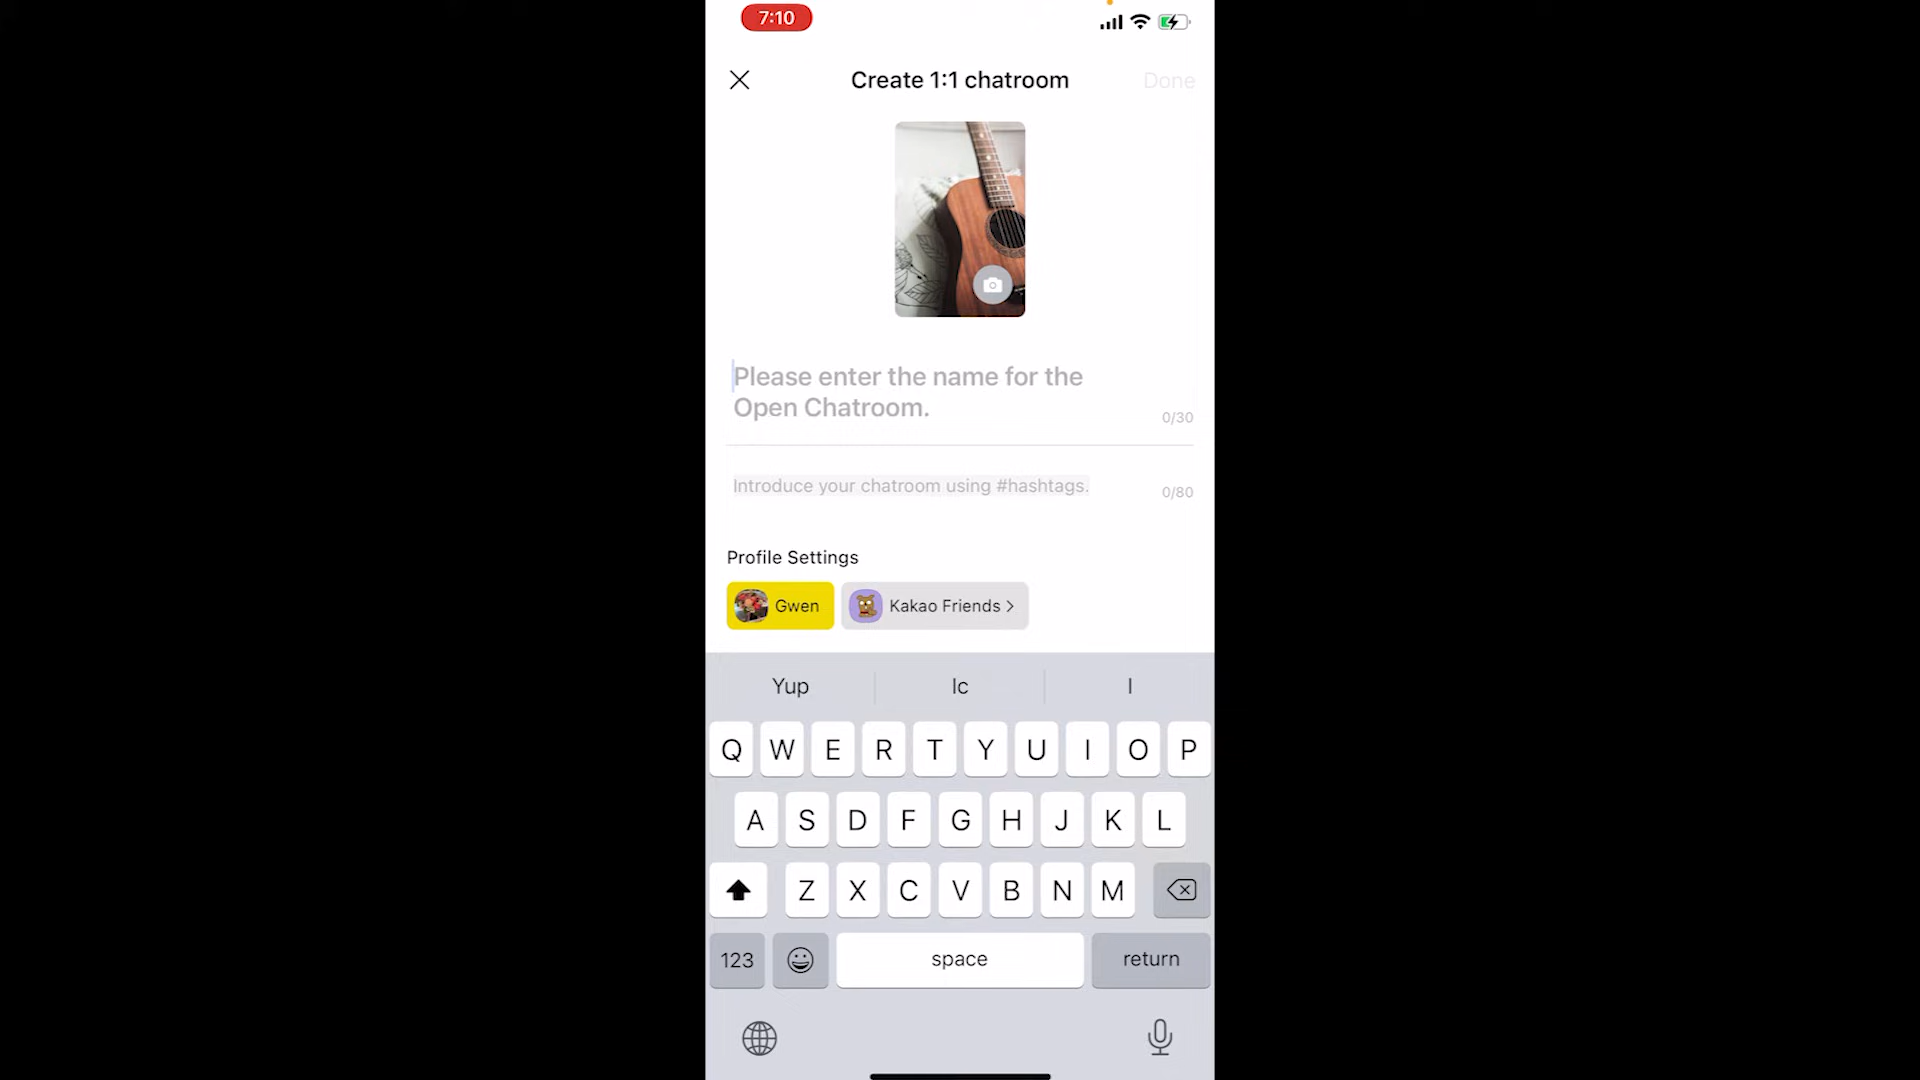 7:10
Create 1:1 chatroom
Done
Please enter the name for the
Open Chatroom.
0/30
Introduce your chatroom using #hashtags.
0/80
Profile Settings
Gwen
Kakao Friends >
Yup
Ic
I
Q W E R T Y U I O P
A S D F G H J K L
Z X C V B N M
123
space
return